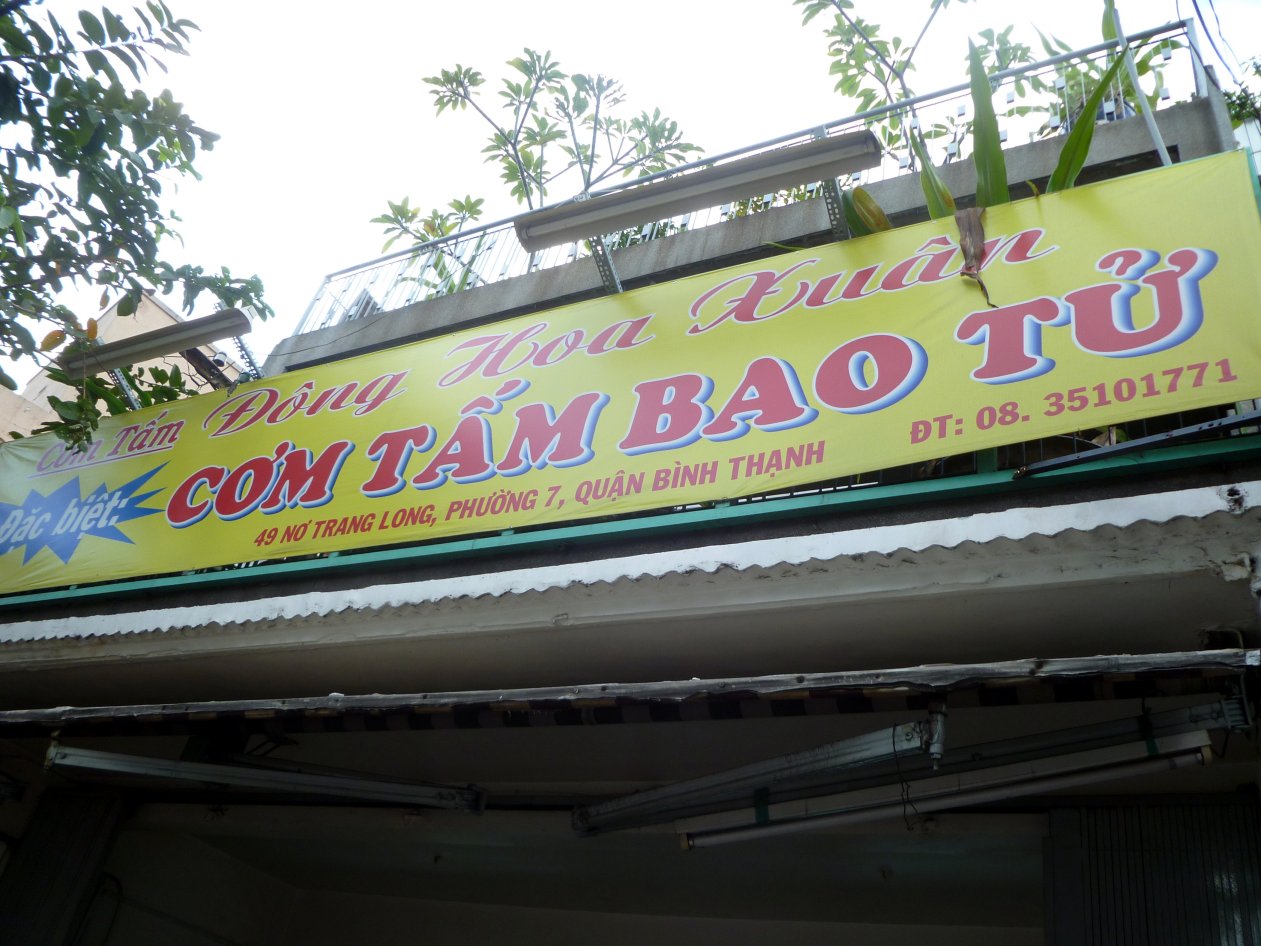 Cơm Tấm Đông Hoa Xuân
Đặc biệt:
CƠM TẤM BAO TỬ
49 NƠ TRANG LONG, PHƯỜNG 7, QUẬN BÌNH THẠNH
ĐT: 08. 35101771